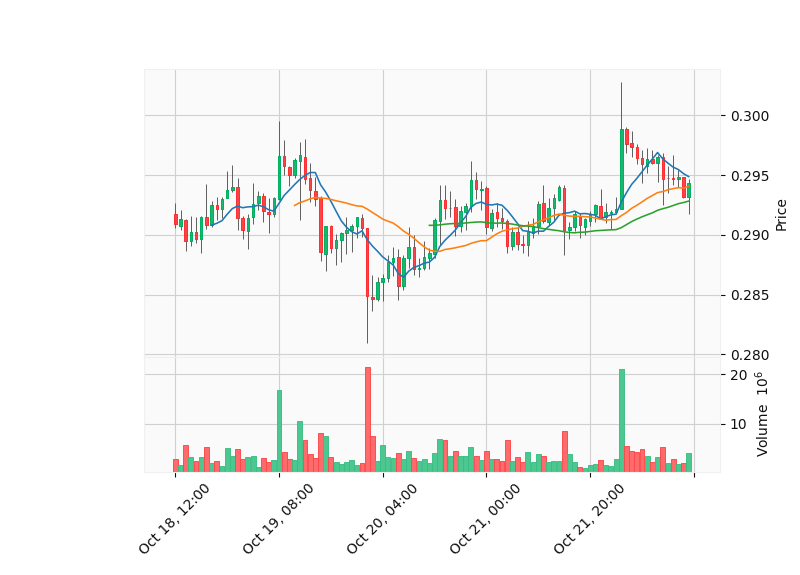 0.300
0.295
0.290
0.285
0.280
Price
20
10
Volume 10^6
Oct 18, 12:00
Oct 19, 08:00
Oct 20, 04:00
Oct 21, 00:00
Oct 21, 20:00